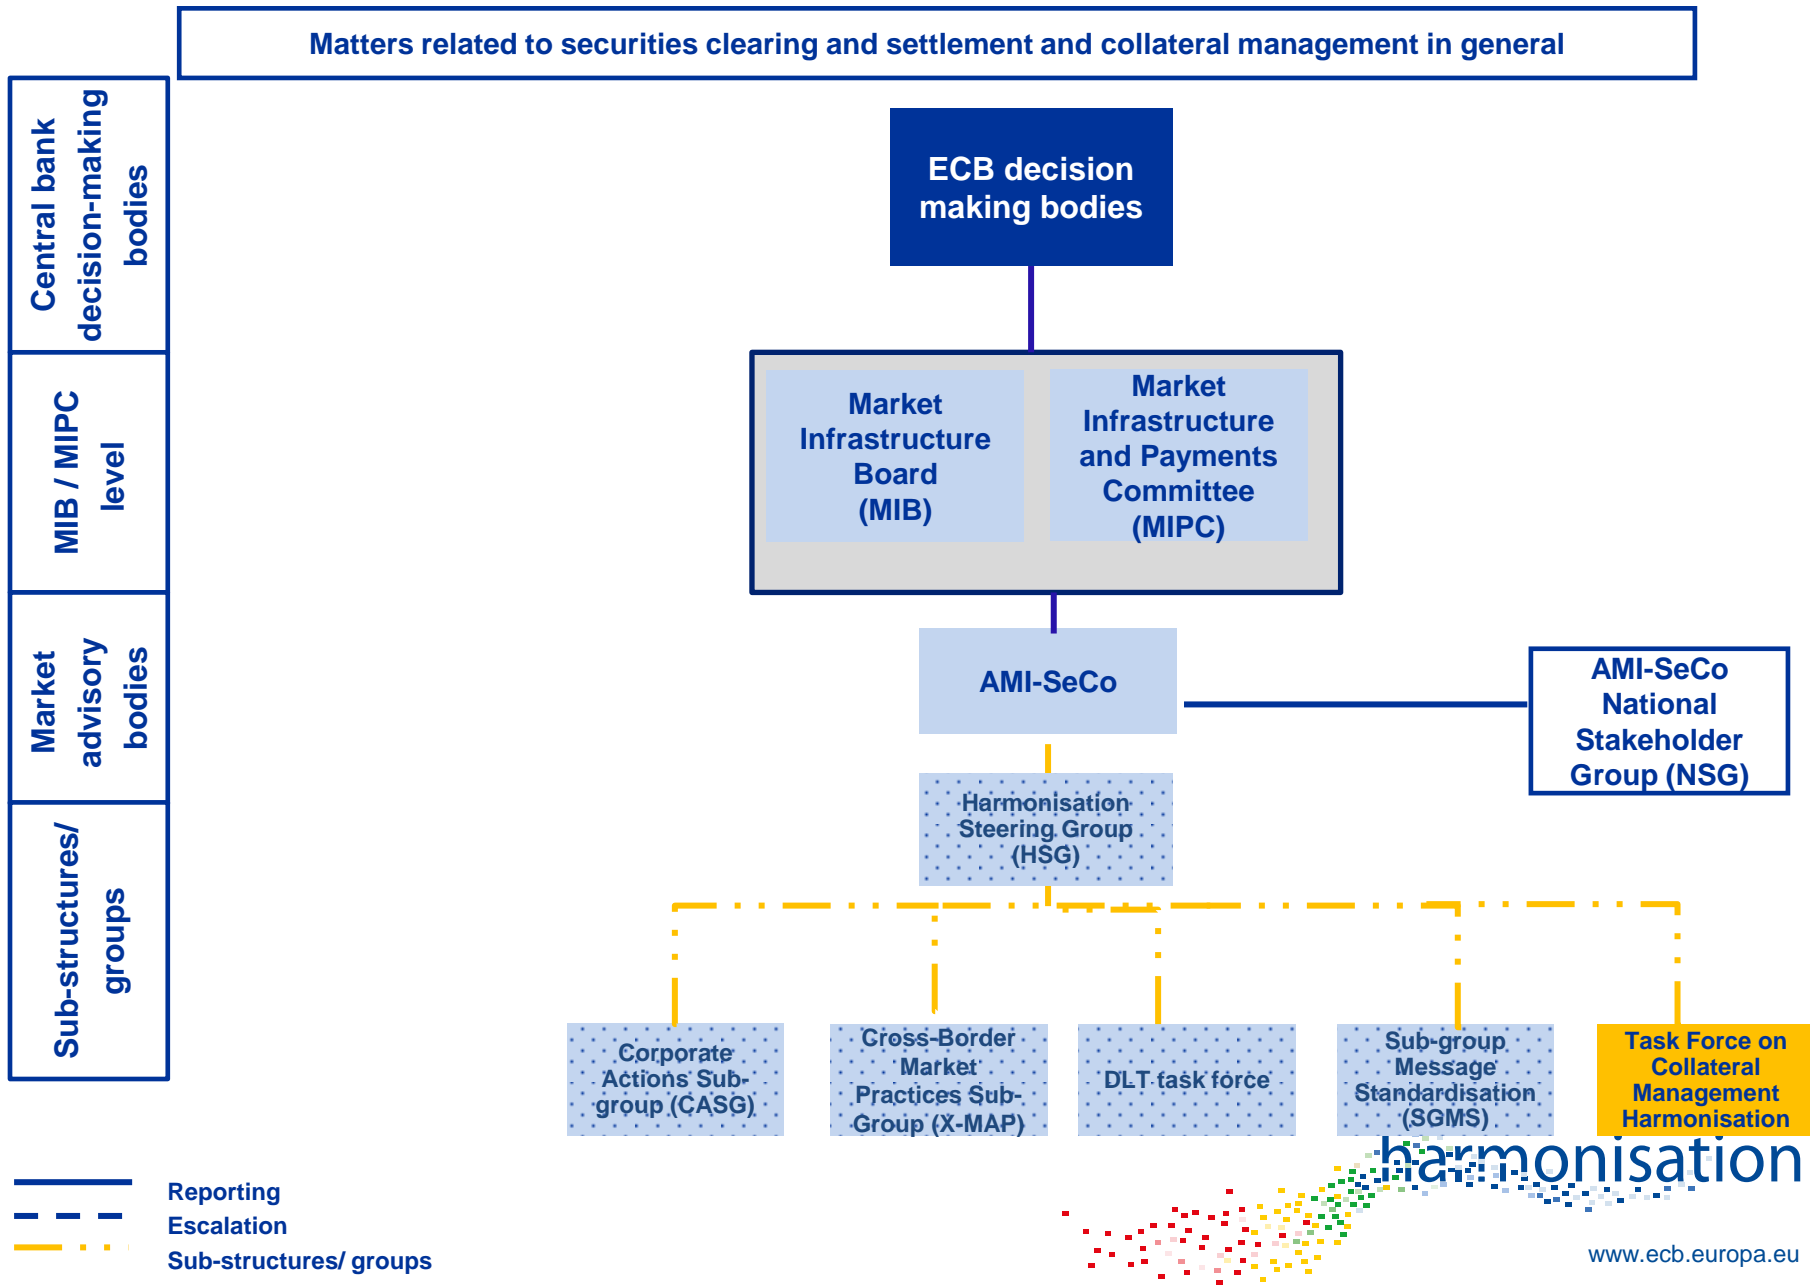 Matters related to securities clearing and settlement and collateral management in general
Central bank
decision-making
bodies
ECB decision
making bodies
MIB / MIPC
level
Market
Infrastructure
Board
(MIB)
Market
Infrastructure
and Payments
Committee
(MIPC)
Market
advisory
bodies
AMI-SeCo
AMI-SeCo
National
Stakeholder
Group (NSG)
Sub-structures/
groups
Harmonisation
Steering Group
(HSG)
Corporate
Actions Sub-
group (CASG)
Cross-Border
Market
Practices Sub-
Group (X-MAP)
DLT task force
Sub-group
Message
Standardisation
(SGMS)
Task Force on
Collateral
Management
Harmonisation
harmonisation
Reporting
Escalation
Sub-structures/ groups
www.ecb.europa.eu